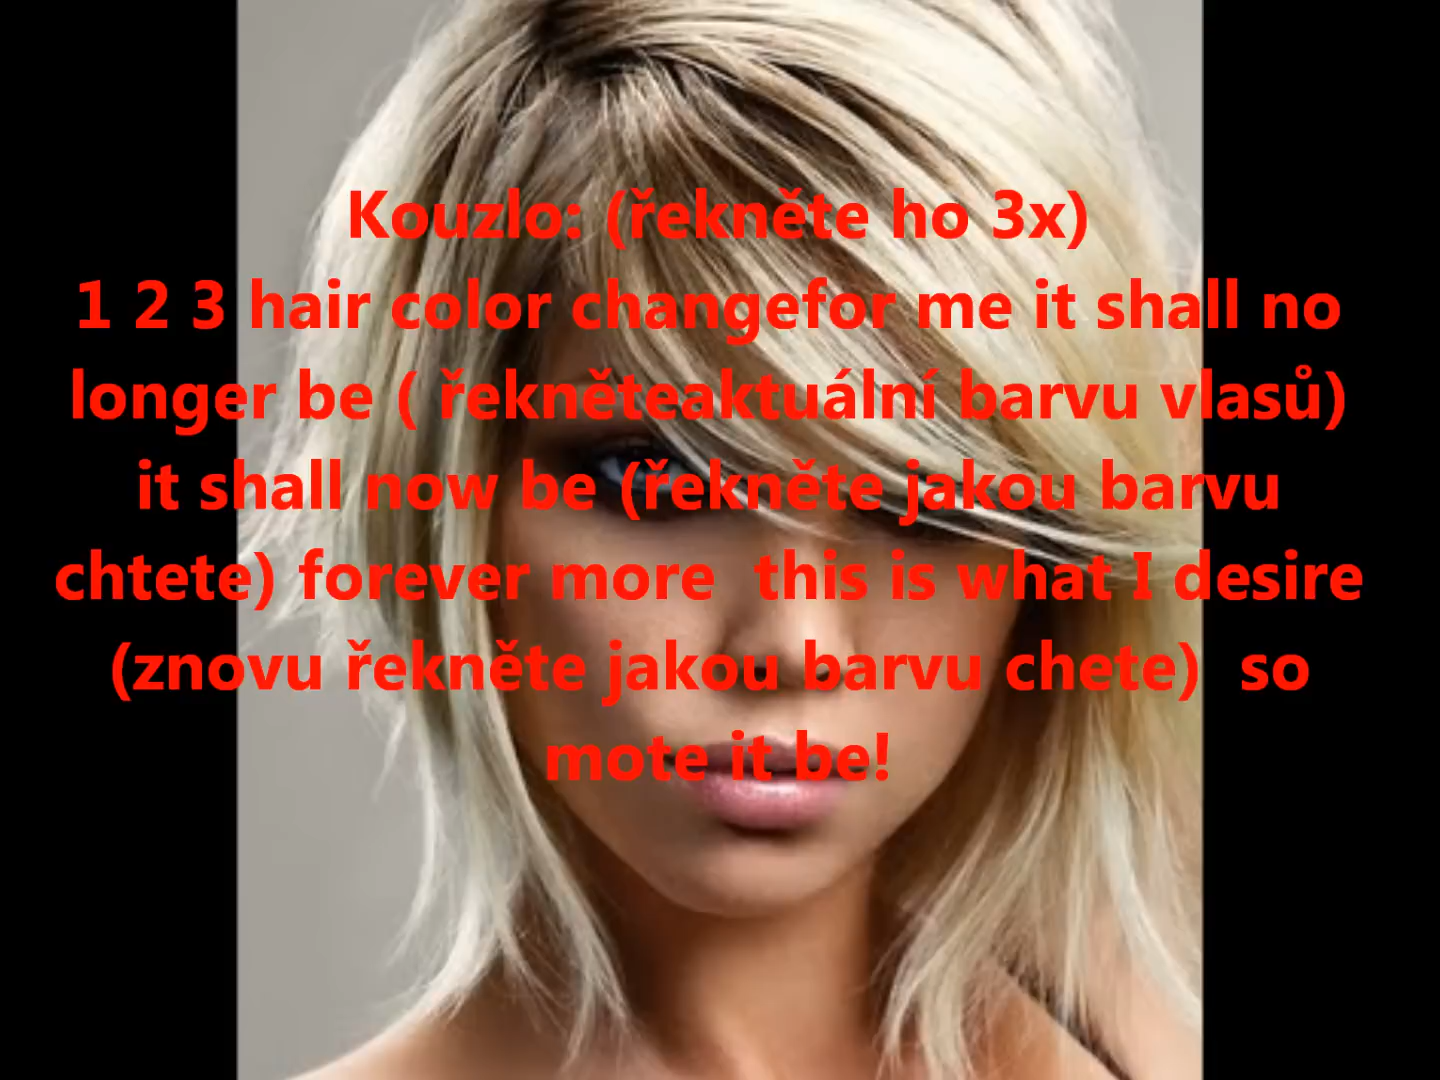 Kouzlo: (řekněte ho 3x)
1 2 3 hair color changefor me it shall no
longer be ( řekněteaktuální barvu vlasů)
it shall now be (řekněte jakou barvu
chtete) forever more  this is what I desire
(znovu řekněte jakou barvu chete)  so
mote it be!